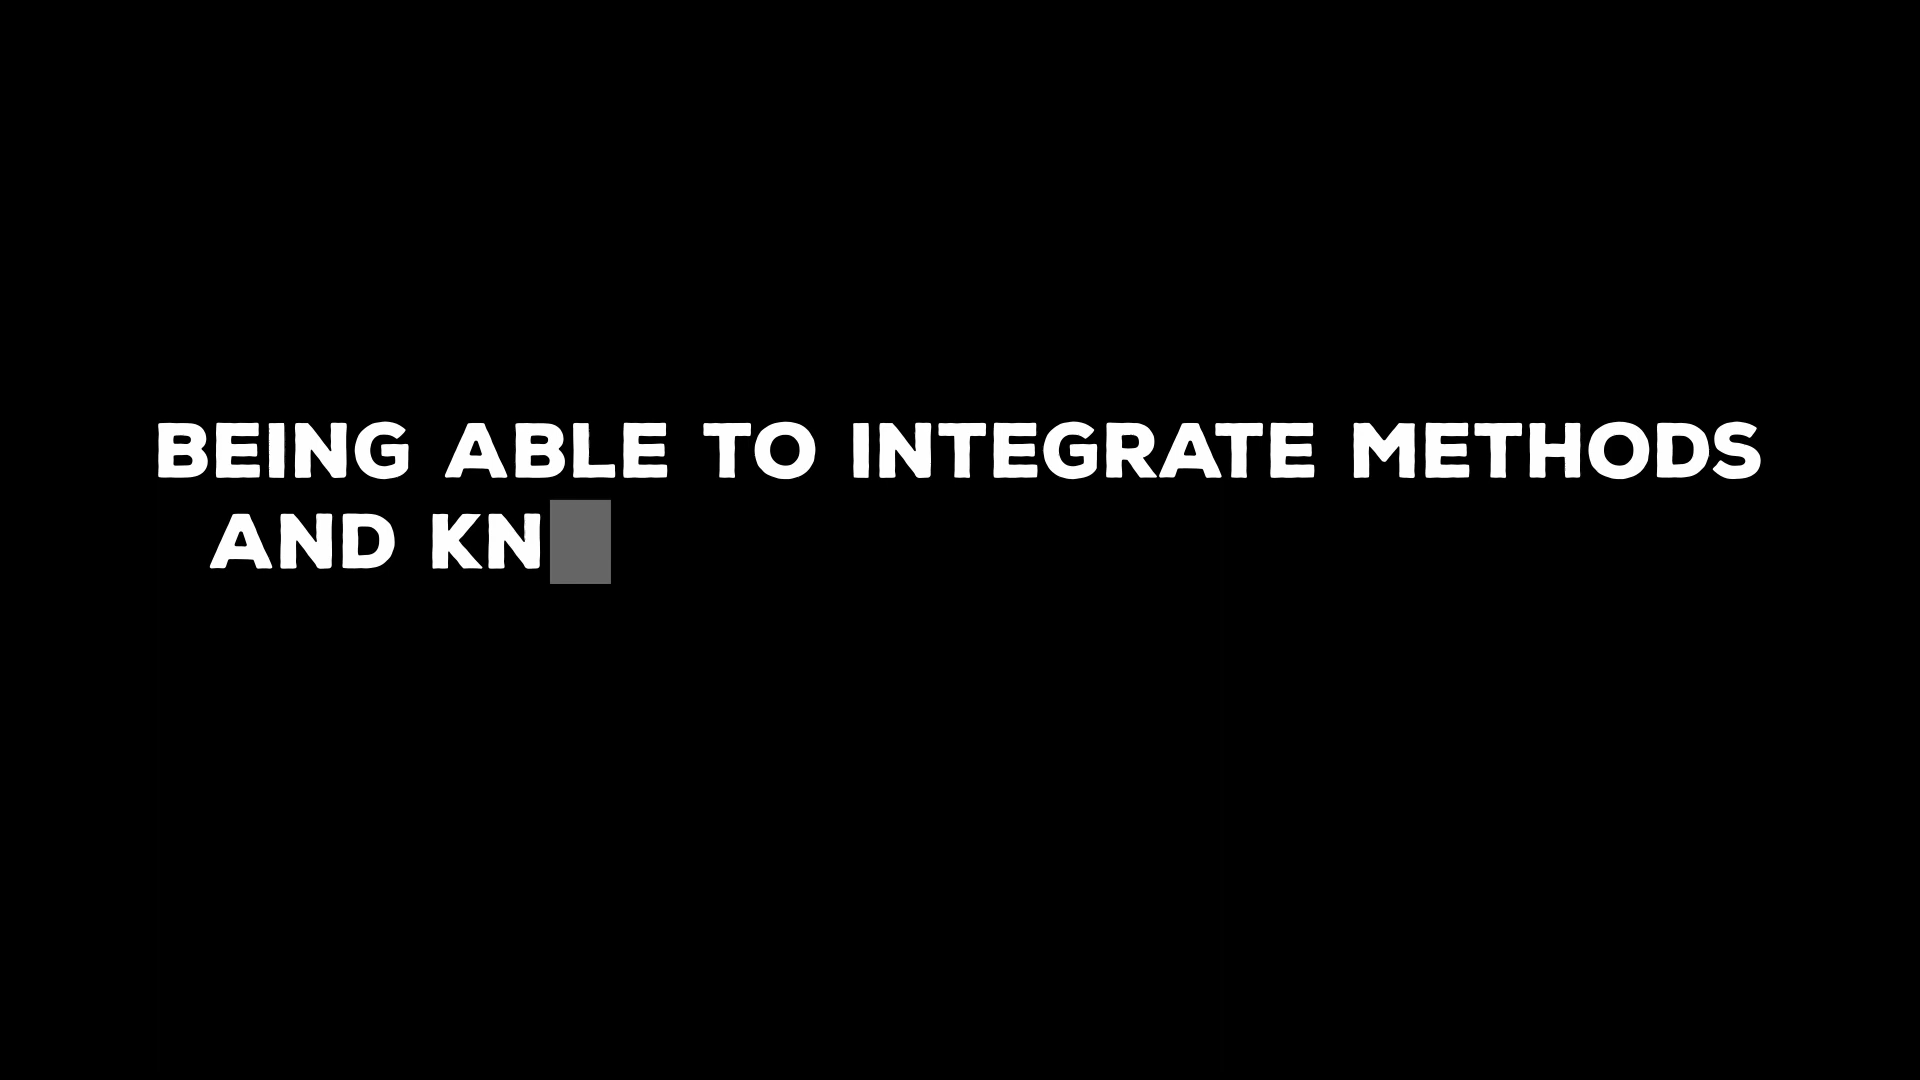 BEING ABLE TO INTEGRATE METHODS
AND KN